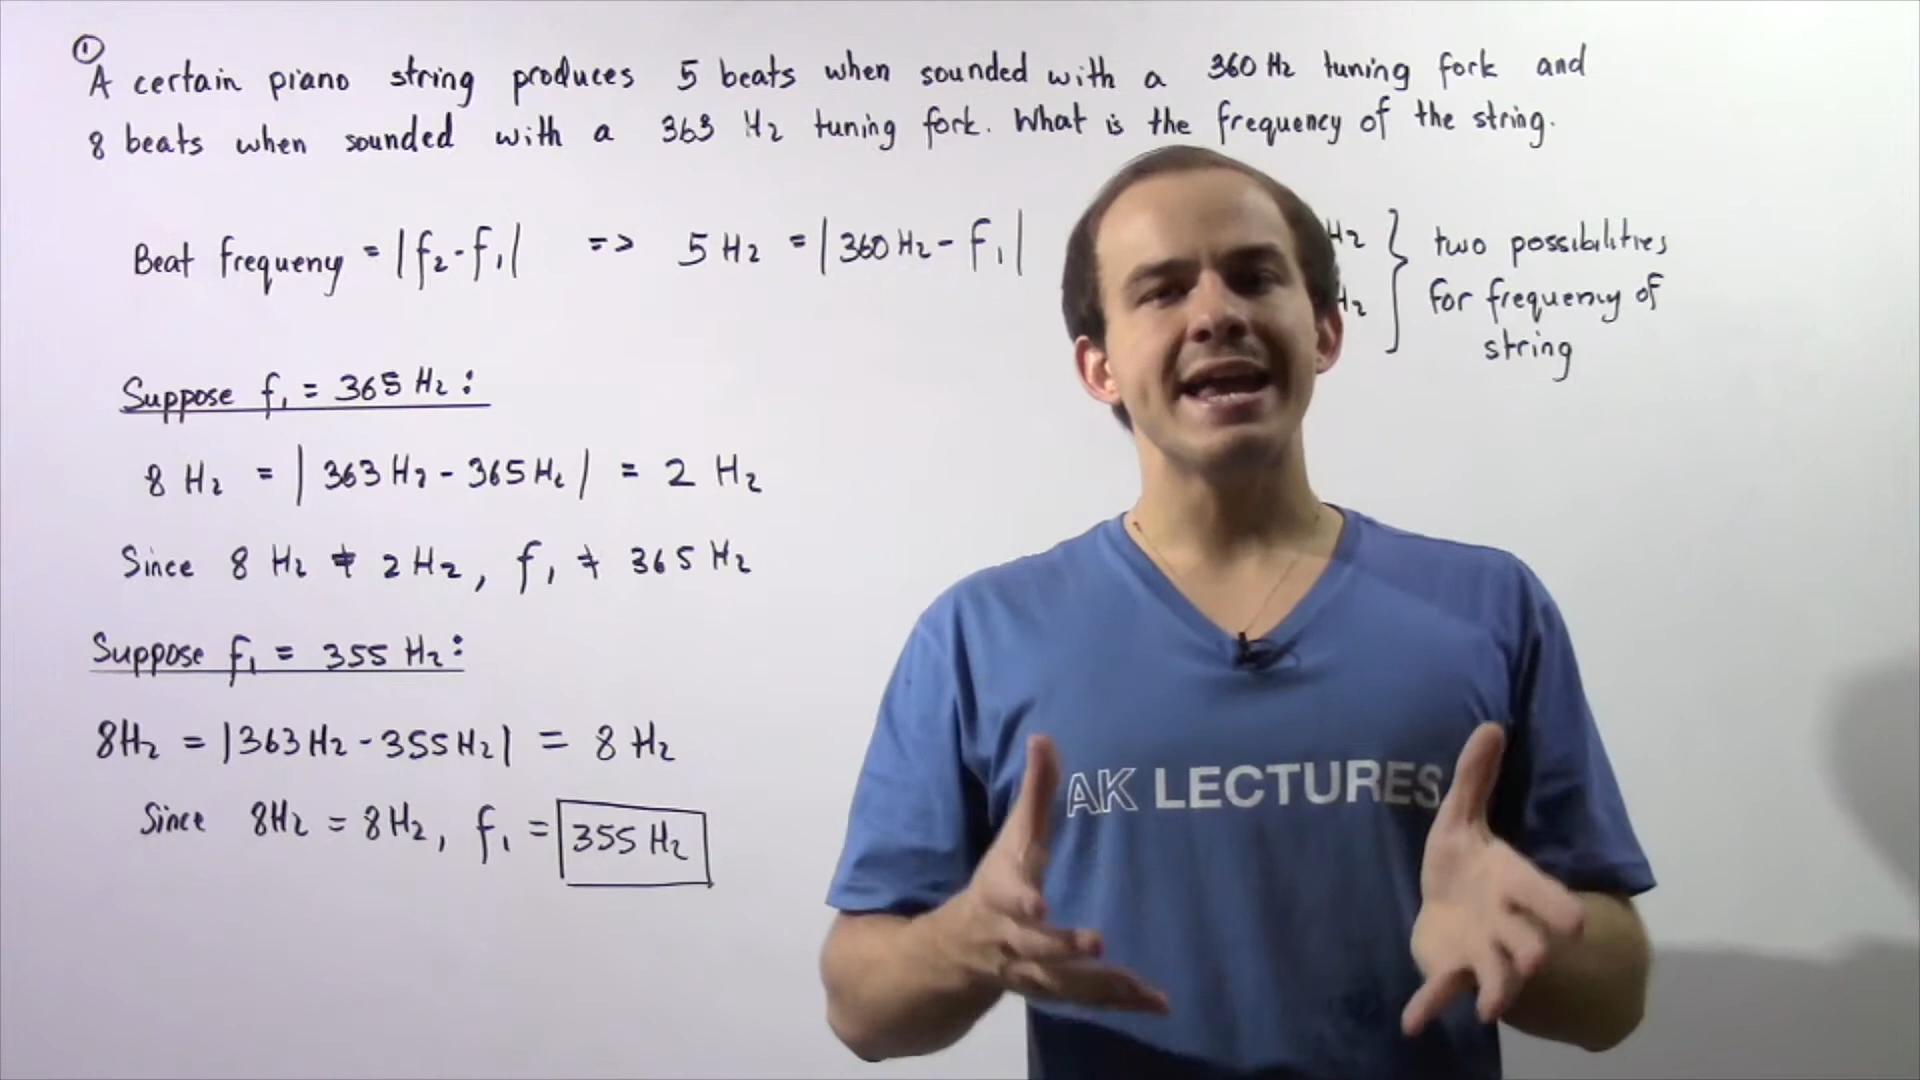 ①
A certain piano string produces 5 beats when sounded with a 360 Hz tuning fork and
8 beats when sounded with a 363 Hz tuning fork. What is the frequency of the string.
Beat frequeny = |f₂-f₁| => 5 Hz = |360 Hz - f₁|
Hz } two possibilities
Hz for frequency of
string
Suppose f₁ = 365 Hz:
8 Hz = |363 Hz - 365 Hz| = 2 Hz
Since 8 Hz ≠ 2 Hz, f₁ ≠ 365 Hz
Suppose f₁ = 355 Hz:
8Hz = |363 Hz - 355 Hz| = 8 Hz
Since 8Hz = 8Hz, f₁ = 355 Hz
AK LECTURES